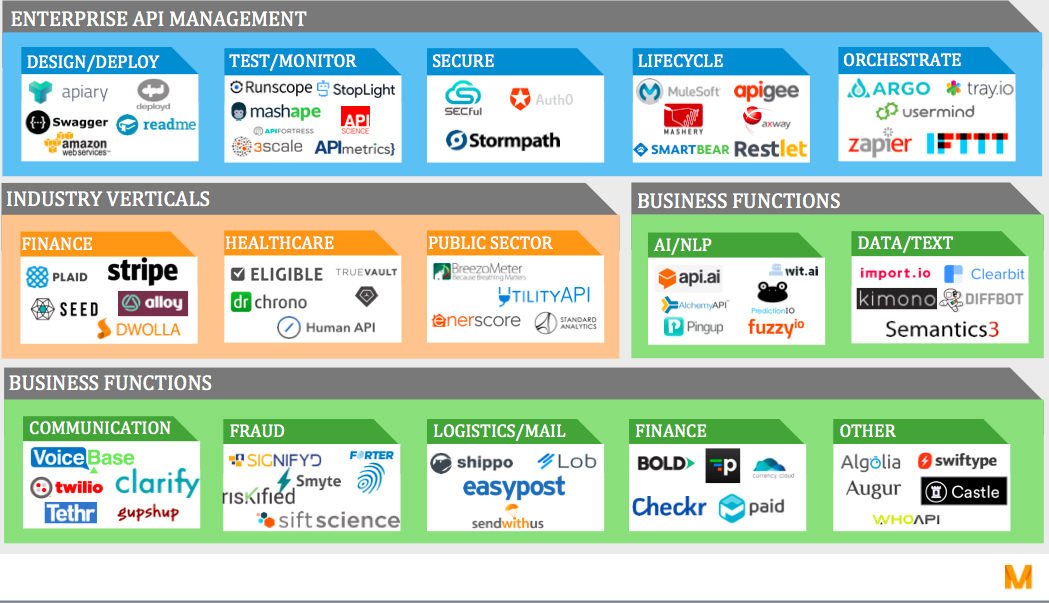 ENTERPRISE API MANAGEMENT
DESIGN/DEPLOY
apiary
deployd
Swagger
readme
amazon
web services™
TEST/MONITOR
Runscope
StopLight
mashape
API
SCIENCE
APIFORTRESS
3scale
APImetrics}
SECURE
SECful
Auth0
Stormpath
LIFECYCLE
MuleSoft
apigee
MASHERY
axway
SMARTBEAR
Restlet
ORCHESTRATE
ARGO
tray.io
usermind
zapier
IFTTT
INDUSTRY VERTICALS
FINANCE
PLAID
stripe
SEED
alloy
DWOLLA
HEALTHCARE
ELIGIBLE
TRUEVAULT
dr chrono
Human API
PUBLIC SECTOR
BreezoMeter
Because Breathing Matters
UTILITYAPI
enerscore
STANDARD
ANALYTICS
BUSINESS FUNCTIONS
AI/NLP
api.ai
wit.ai
AlchemyAPI™
PredictionIO
Pingup
fuzzy io
DATA/TEXT
import.io
Clearbit
kimono
DIFFBOT
Semantics3
BUSINESS FUNCTIONS
COMMUNICATION
VoiceBase
twilio
clarify
Tethr
gupshup
FRAUD
SIGNIFYD
FORTER
Smyte
riskified
sift science
LOGISTICS/MAIL
shippo
Lob
easypost
sendwithus
FINANCE
BOLD
p
currency cloud
Checkr
paid
OTHER
Algolia
swiftype
Augur
Castle
WHOAPI
M